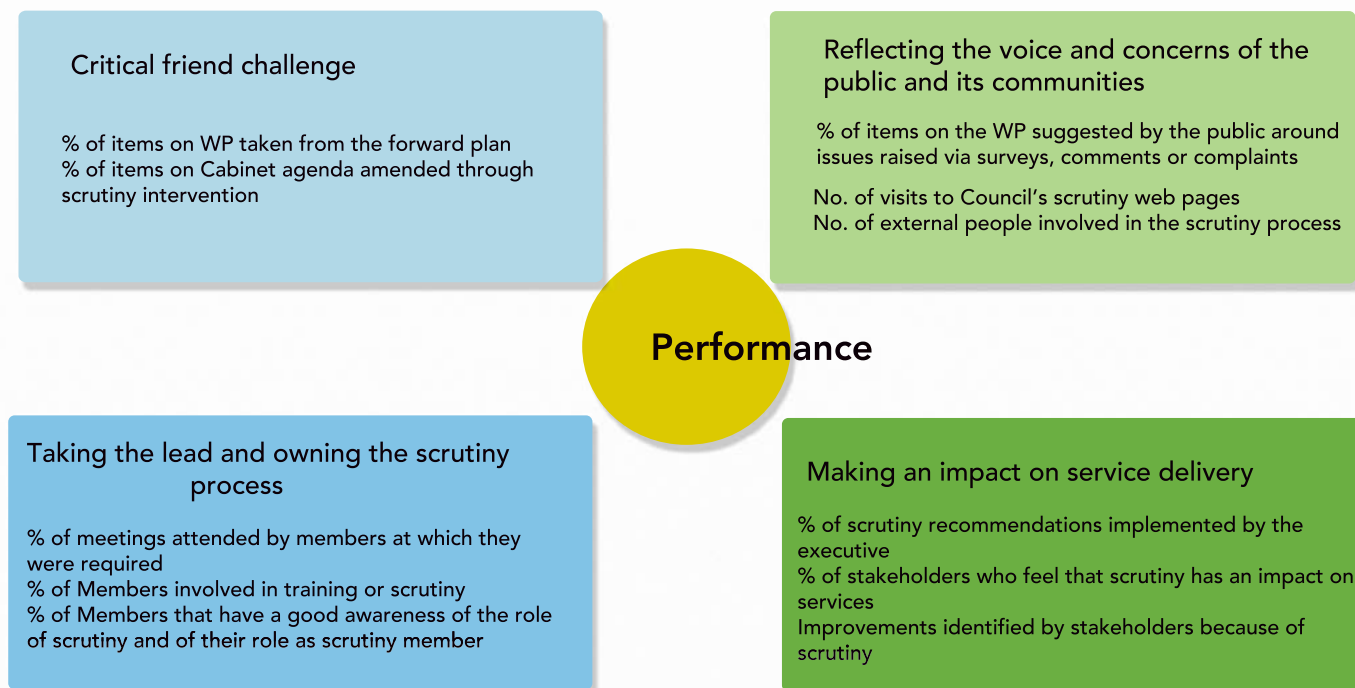 Critical friend challenge
% of items on WP taken from the forward plan
% of items on Cabinet agenda amended through
scrutiny intervention
Reflecting the voice and concerns of the
public and its communities
% of items on the WP suggested by the public around
issues raised via surveys, comments or complaints
No. of visits to Council’s scrutiny web pages
No. of external people involved in the scrutiny process
Performance
Taking the lead and owning the scrutiny
process
% of meetings attended by members at which they
were required
% of Members involved in training or scrutiny
% of Members that have a good awareness of the role
of scrutiny and of their role as scrutiny member
Making an impact on service delivery
% of scrutiny recommendations implemented by the
executive
% of stakeholders who feel that scrutiny has an impact on
services
Improvements identified by stakeholders because of
scrutiny